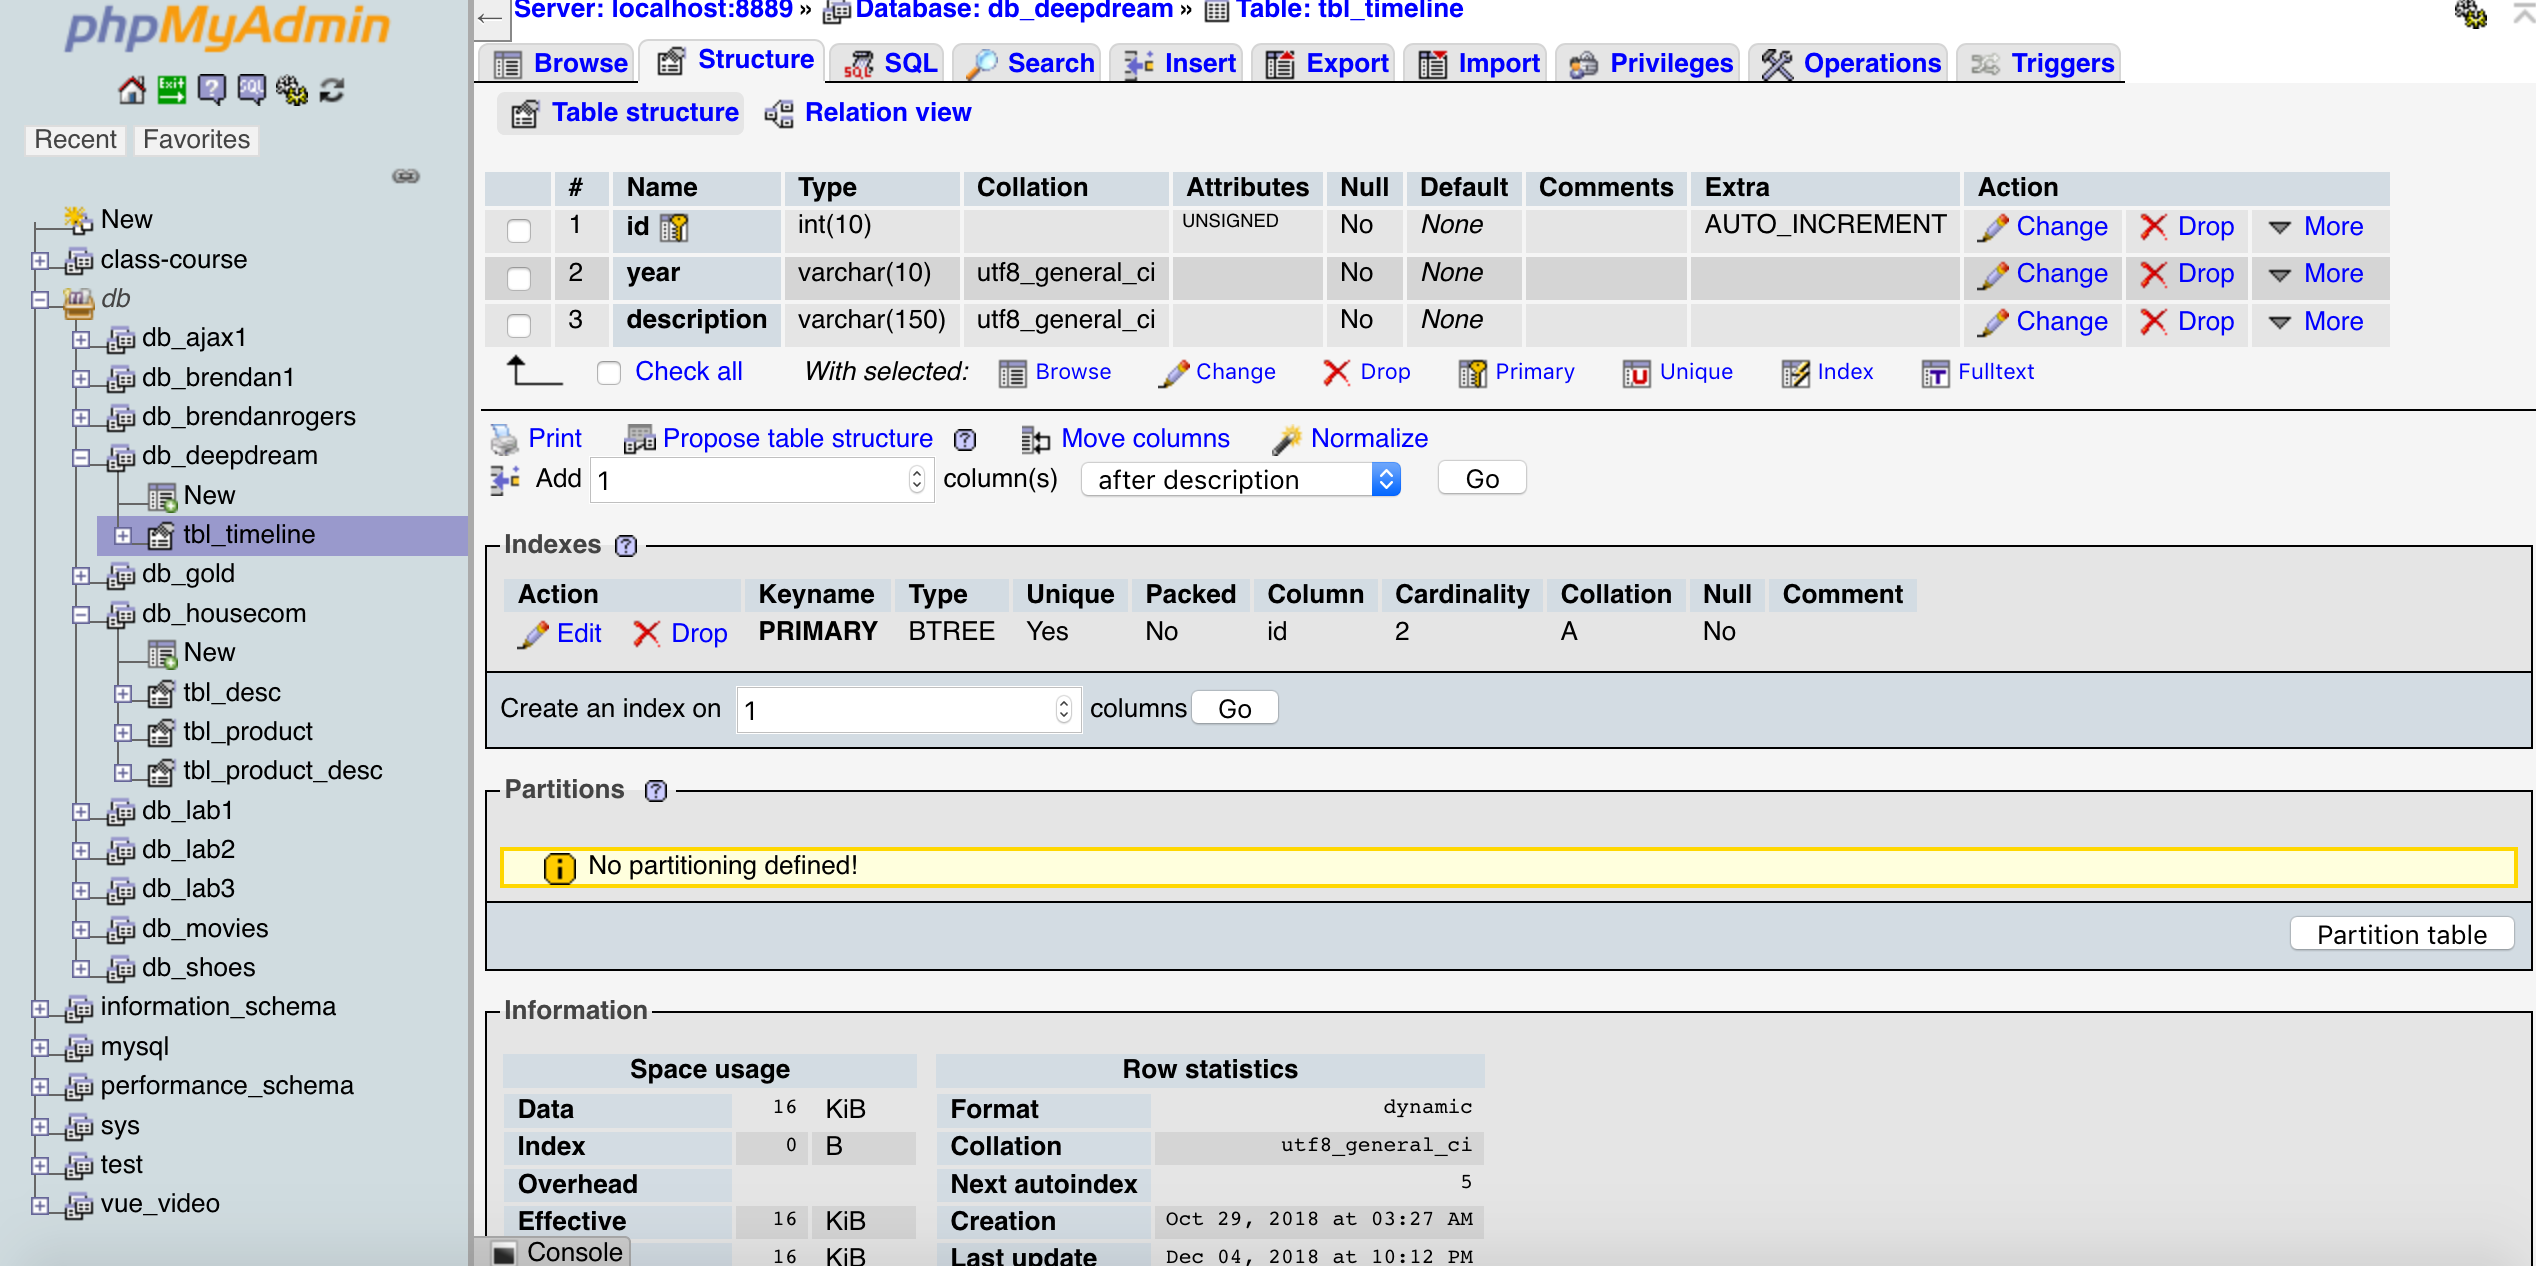 phpMyAdmin
Recent Favorites
New
class-course
db
db_ajax1
db_brendan1
db_brendanrogers
db_deepdream
New
tbl_timeline
db_gold
db_housecom
New
tbl_desc
tbl_product
tbl_product_desc
db_lab1
db_lab2
db_lab3
db_movies
db_shoes
information_schema
mysql
performance_schema
sys
test
vue_video
Server: localhost:8889 » Database: db_deepdream » Table: tbl_timeline
Browse Structure SQL Search Insert Export Import Privileges Operations Triggers
Table structure Relation view
# Name Type Collation Attributes Null Default Comments Extra Action
1 id int(10) UNSIGNED No None AUTO_INCREMENT Change Drop More
2 year varchar(10) utf8_general_ci No None Change Drop More
3 description varchar(150) utf8_general_ci No None Change Drop More
Check all With selected: Browse Change Drop Primary Unique Index Fulltext
Print Propose table structure Move columns Normalize
Add 1 column(s) after description Go
Indexes
Action Keyname Type Unique Packed Column Cardinality Collation Null Comment
Edit Drop PRIMARY BTREE Yes No id 2 A No
Create an index on 1 columns Go
Partitions
No partitioning defined!
Partition table
Information
Space usage Row statistics
Data 16 KiB Format dynamic
Index 0 B Collation utf8_general_ci
Overhead Next autoindex 5
Effective 16 KiB Creation Oct 29, 2018 at 03:27 AM
Console 16 KiB Last update Dec 04, 2018 at 10:12 PM